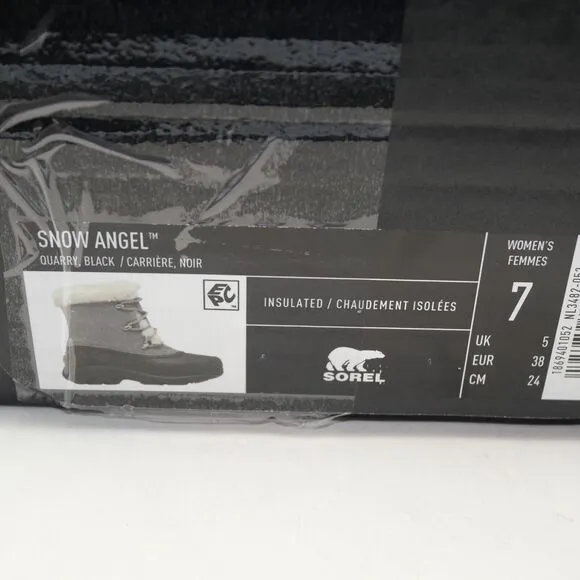 SNOW ANGEL™
QUARRY, BLACK / CARRIÈRE, NOIR
EPC
INSULATED / CHAUDEMENT ISOLÉES
SOREL
WOMEN'S
FEMMES
7
UK 5
EUR 38
CM 24
1869401052 NL3482-052